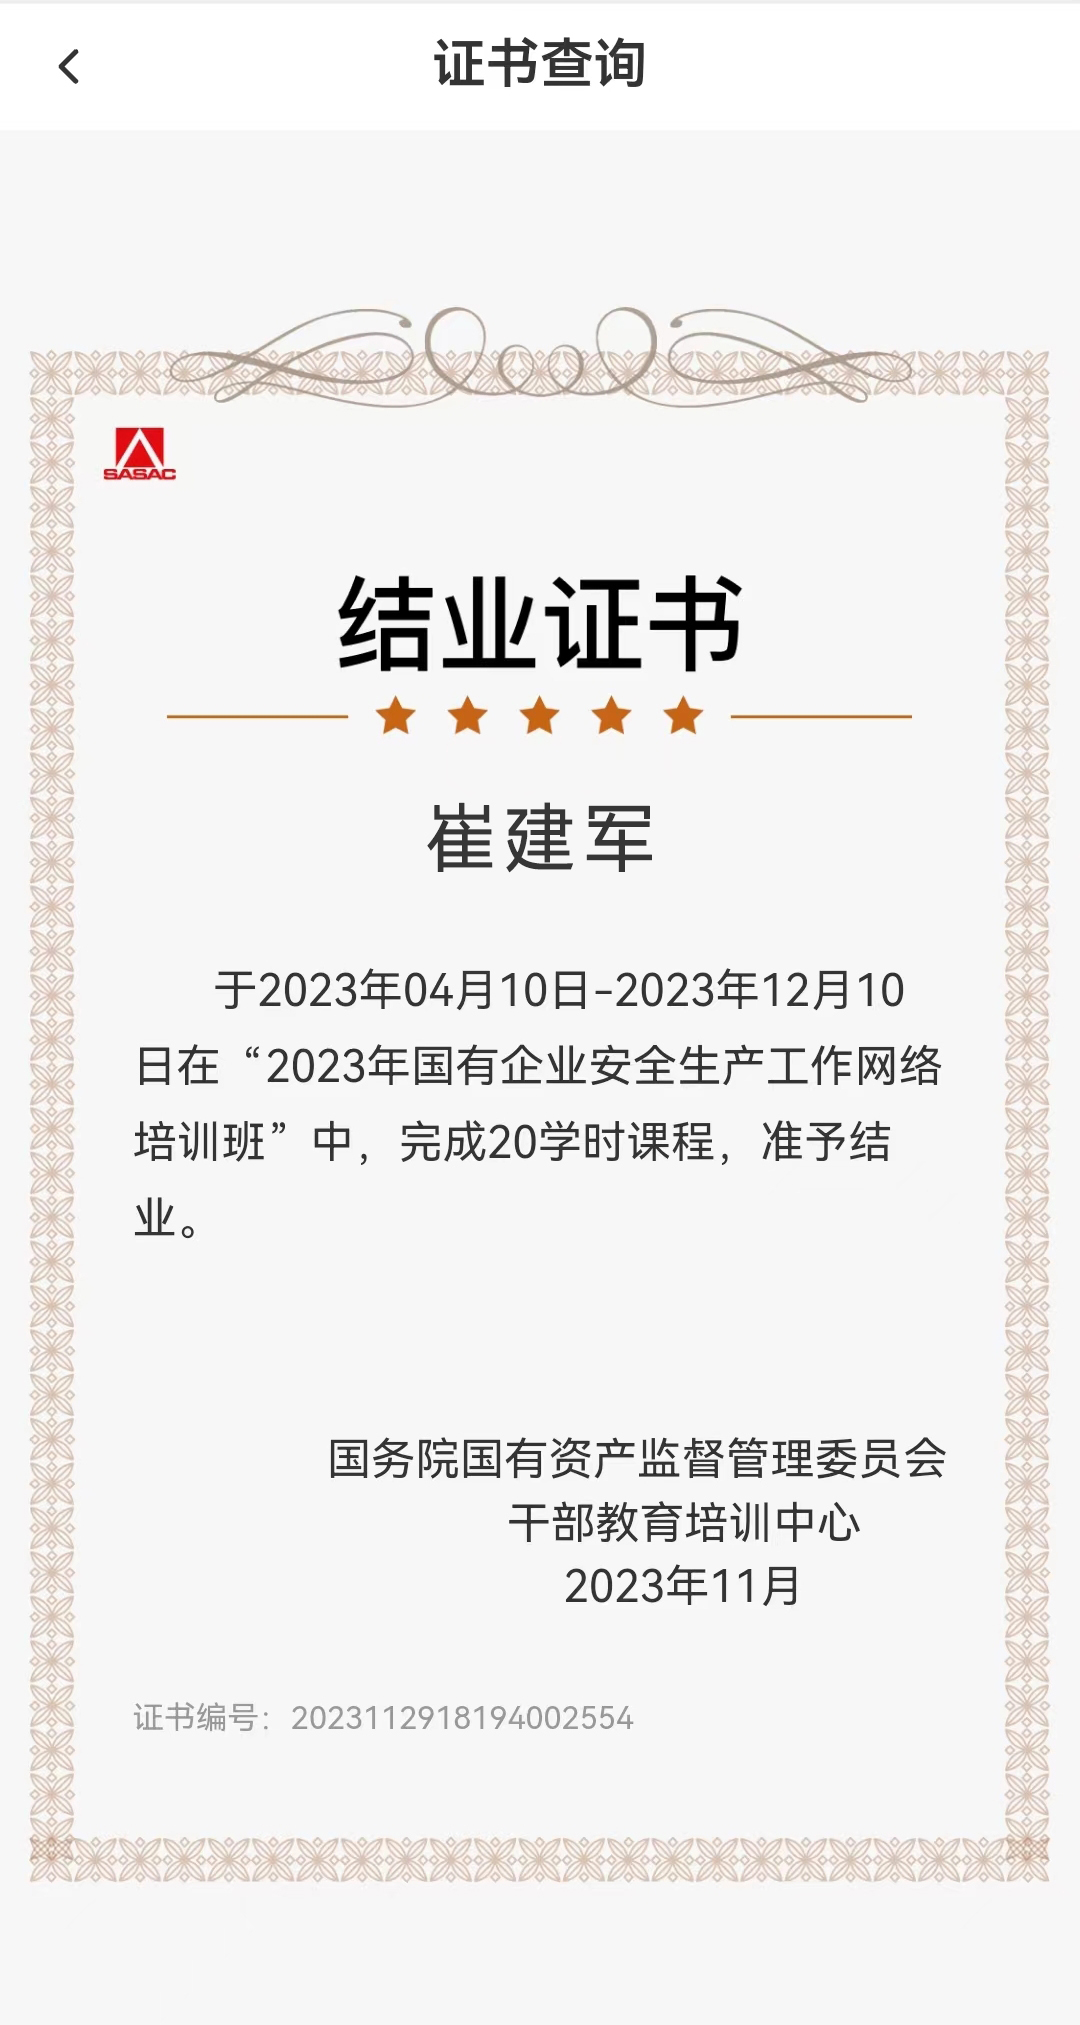 证书查询
SASAC
结业证书
崔建军
于2023年04月10日-2023年12月10
日在“2023年国有企业安全生产工作网络
培训班”中，完成20学时课程，准予结
业。
国务院国有资产监督管理委员会
干部教育培训中心
2023年11月
证书编号：2023112918194002554